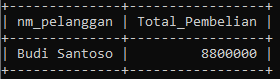 nm_pelanggan | Total_Pembelian
Budi Santoso | 8800000